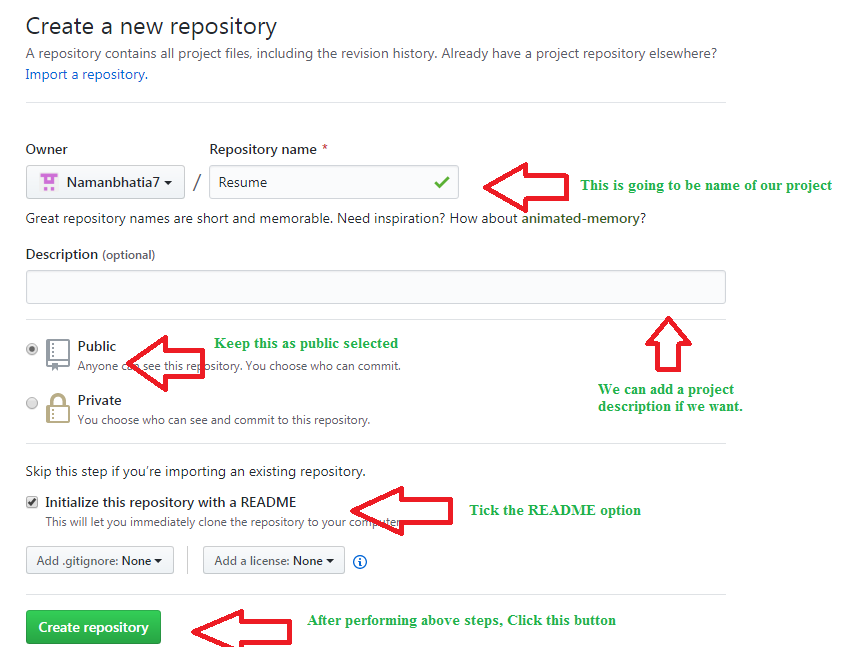 Create a new repository
A repository contains all project files, including the revision history. Already have a project repository elsewhere?
Import a repository.
Owner
Repository name *
Namanbhatia7
/
Resume
This is going to be name of our project
Great repository names are short and memorable. Need inspiration? How about animated-memory?
Description (optional)
Public
Keep this as public selected
Anyone can see this repository. You choose who can commit.
We can add a project
description if we want.
Private
You choose who can see and commit to this repository.
Skip this step if you're importing an existing repository.
Initialize this repository with a README
This will let you immediately clone the repository to your computer.
Tick the README option
Add .gitignore: None
Add a license: None
Create repository
After performing above steps, Click this button